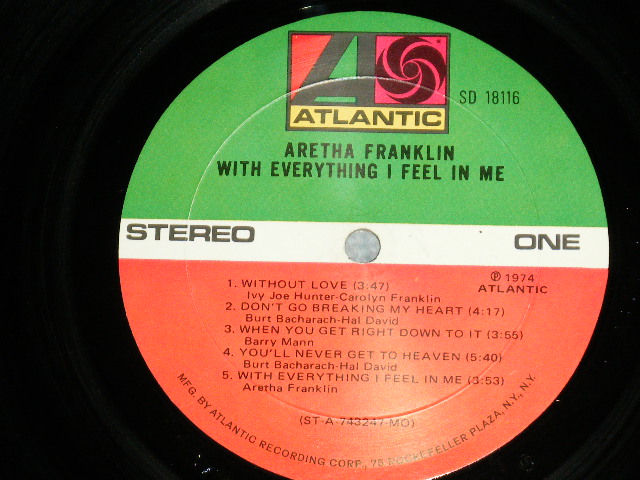 ATLANTIC
SD 18116
ARETHA FRANKLIN
WITH EVERYTHING I FEEL IN ME
STEREO
ONE
℗ 1974
ATLANTIC
1. WITHOUT LOVE (3:47)
Ivy Joe Hunter-Carolyn Franklin
2. DON'T GO BREAKING MY HEART (4:17)
Burt Bacharach-Hal David
3. WHEN YOU GET RIGHT DOWN TO IT (3:55)
Barry Mann
4. YOU'LL NEVER GET TO HEAVEN (5:40)
Burt Bacharach-Hal David
5. WITH EVERYTHING I FEEL IN ME (3:53)
Aretha Franklin
(ST-A-743247-MO)
MFG. BY ATLANTIC RECORDING CORP., 75 ROCKEFELLER PLAZA, N.Y., N.Y.